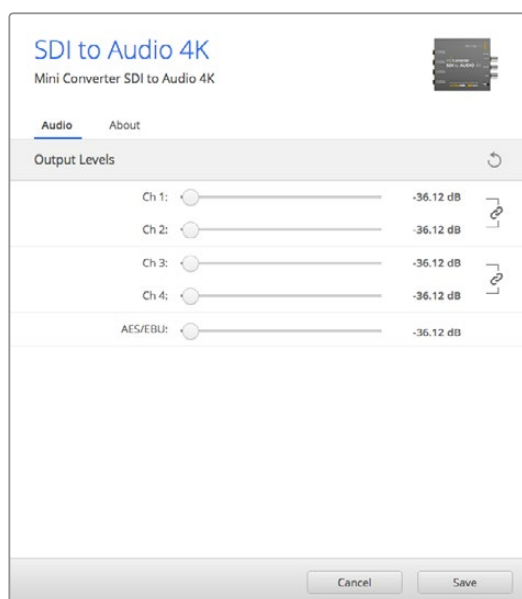 SDI to Audio 4K
Mini Converter SDI to Audio 4K
Audio About
Output Levels
Ch 1: -36.12 dB
Ch 2: -36.12 dB
Ch 3: -36.12 dB
Ch 4: -36.12 dB
AES/EBU: -36.12 dB
Cancel Save